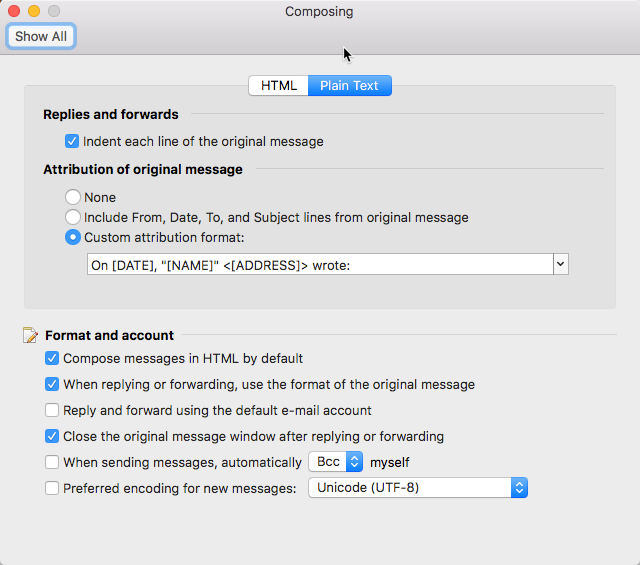 Composing
Show All
HTML Plain Text
Replies and forwards
Indent each line of the original message
Attribution of original message
None
Include From, Date, To, and Subject lines from original message
Custom attribution format:
On [DATE], "[NAME]" <[ADDRESS]> wrote:
Format and account
Compose messages in HTML by default
When replying or forwarding, use the format of the original message
Reply and forward using the default e-mail account
Close the original message window after replying or forwarding
When sending messages, automatically Bcc myself
Preferred encoding for new messages: Unicode (UTF-8)